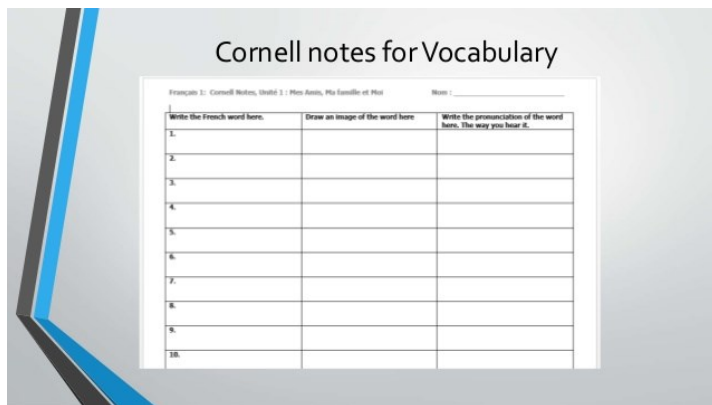 Cornell notes for Vocabulary
Français 1: Cornell Notes, Unité 1 : Mes Amis, Ma famille et Moi Nom : ____________________
Write the French word here. Draw an image of the word here Write the pronunciation of the word
here. The way you hear it.
1.
2.
3.
4.
5.
6.
7.
8.
9.
10.